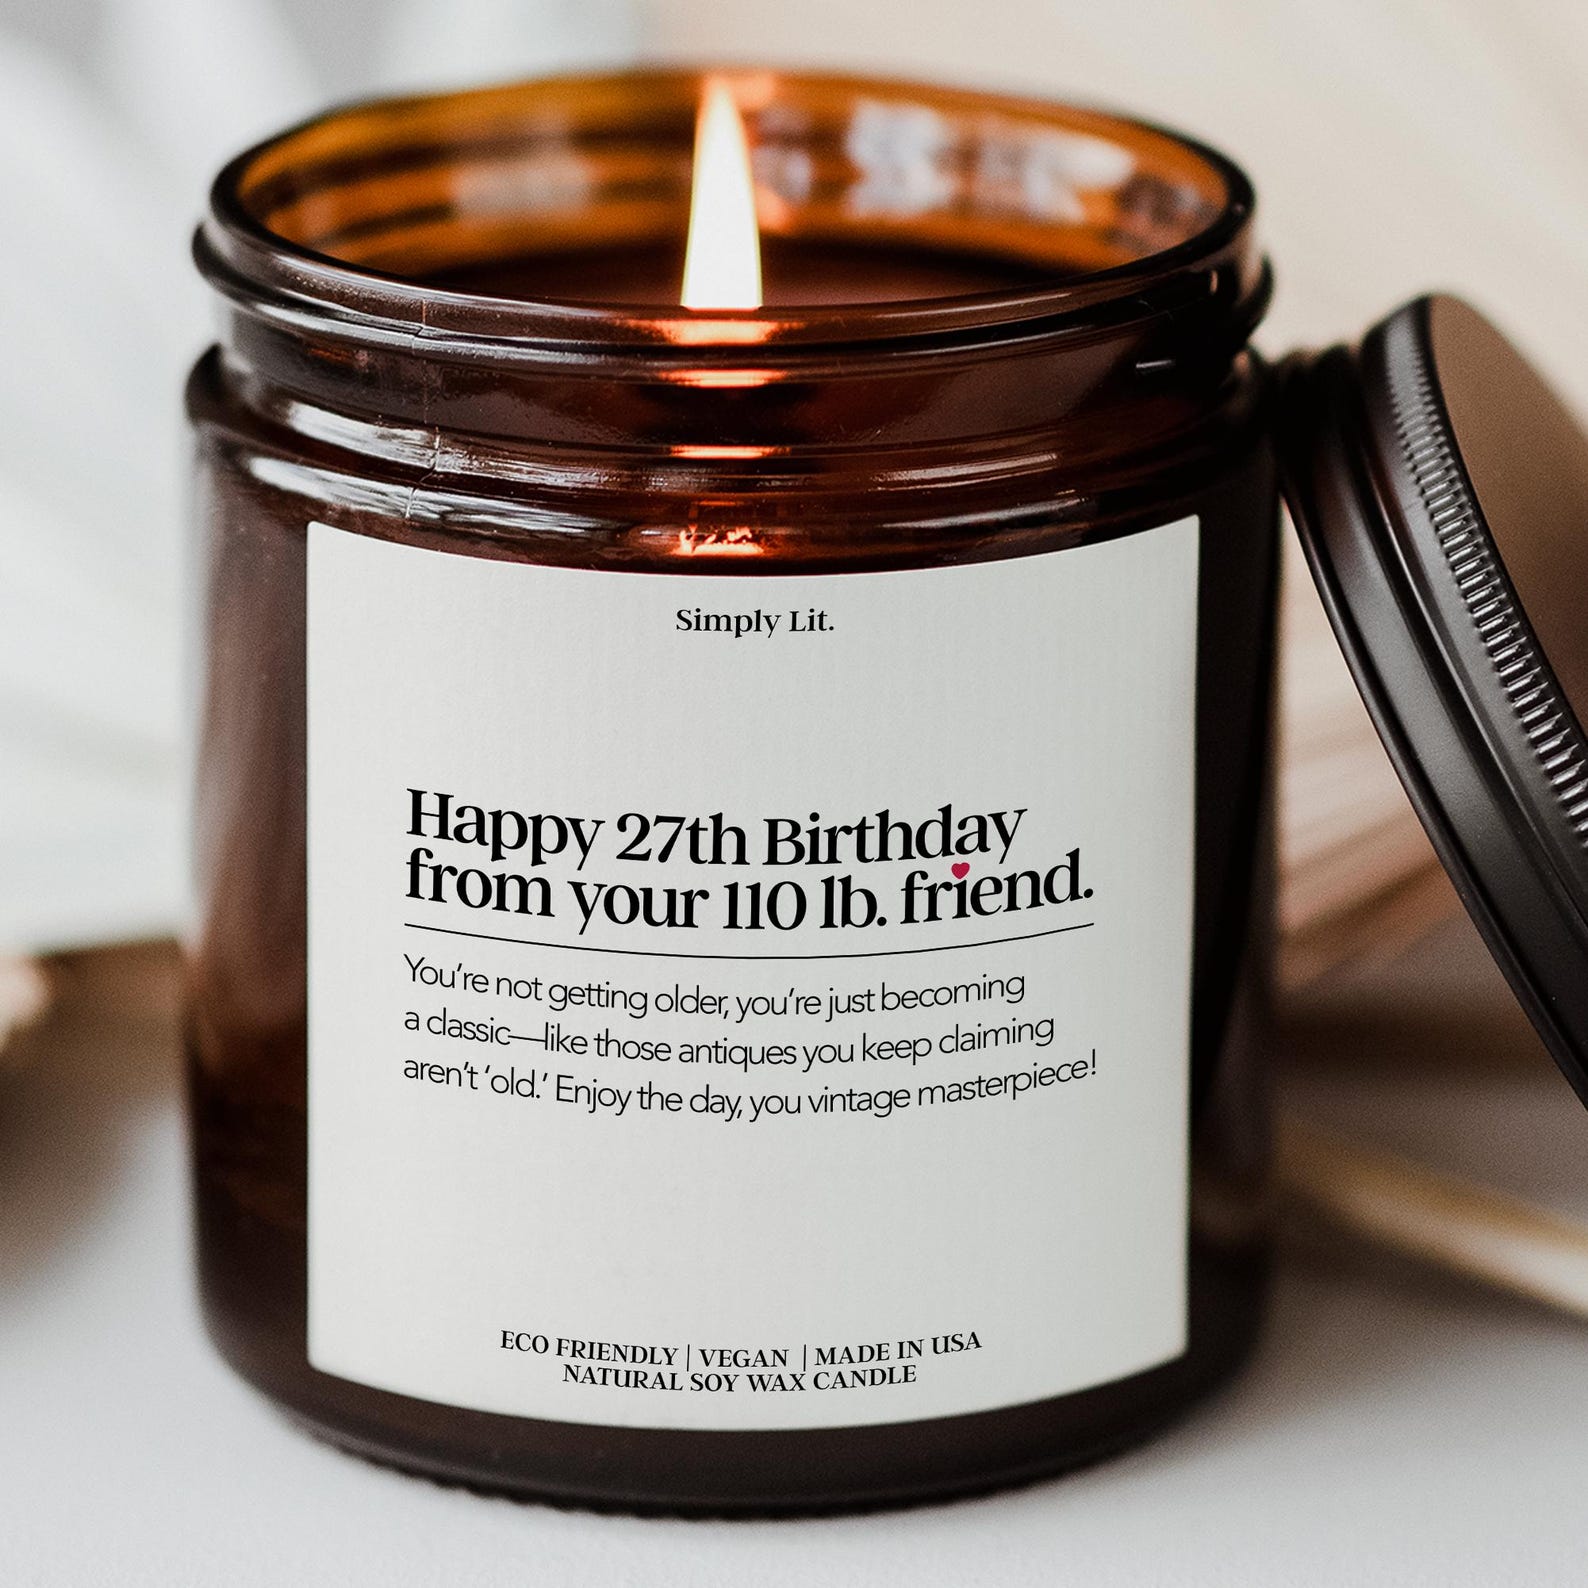 Simply Lit.
Happy 27th Birthday
from your 110 lb. friend.
You're not getting older, you're just becoming
a classic—like those antiques you keep claiming
aren't 'old.' Enjoy the day, you vintage masterpiece!
ECO FRIENDLY | VEGAN | MADE IN USA
NATURAL SOY WAX CANDLE